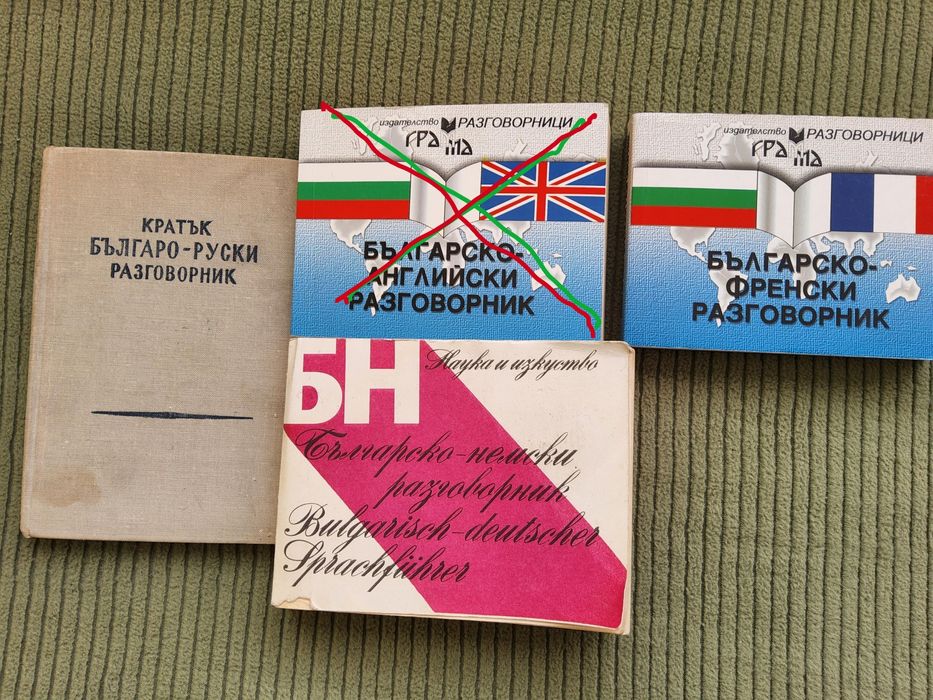 КРАТЪК
БЪЛГАРО-РУСКИ
РАЗГОВОРНИК
издателство РАЗГОВОРНИЦИ
ГРАМА
БЪЛГАРСКО-
АНГЛИЙСКИ
РАЗГОВОРНИК
издателство РАЗГОВОРНИЦИ
ГРАМА
БЪЛГАРСКО-
ФРЕНСКИ
РАЗГОВОРНИК
БН
Наука и изкуство
Българско-немски
разговорник
Bulgarisch-deutscher
Sprachführer